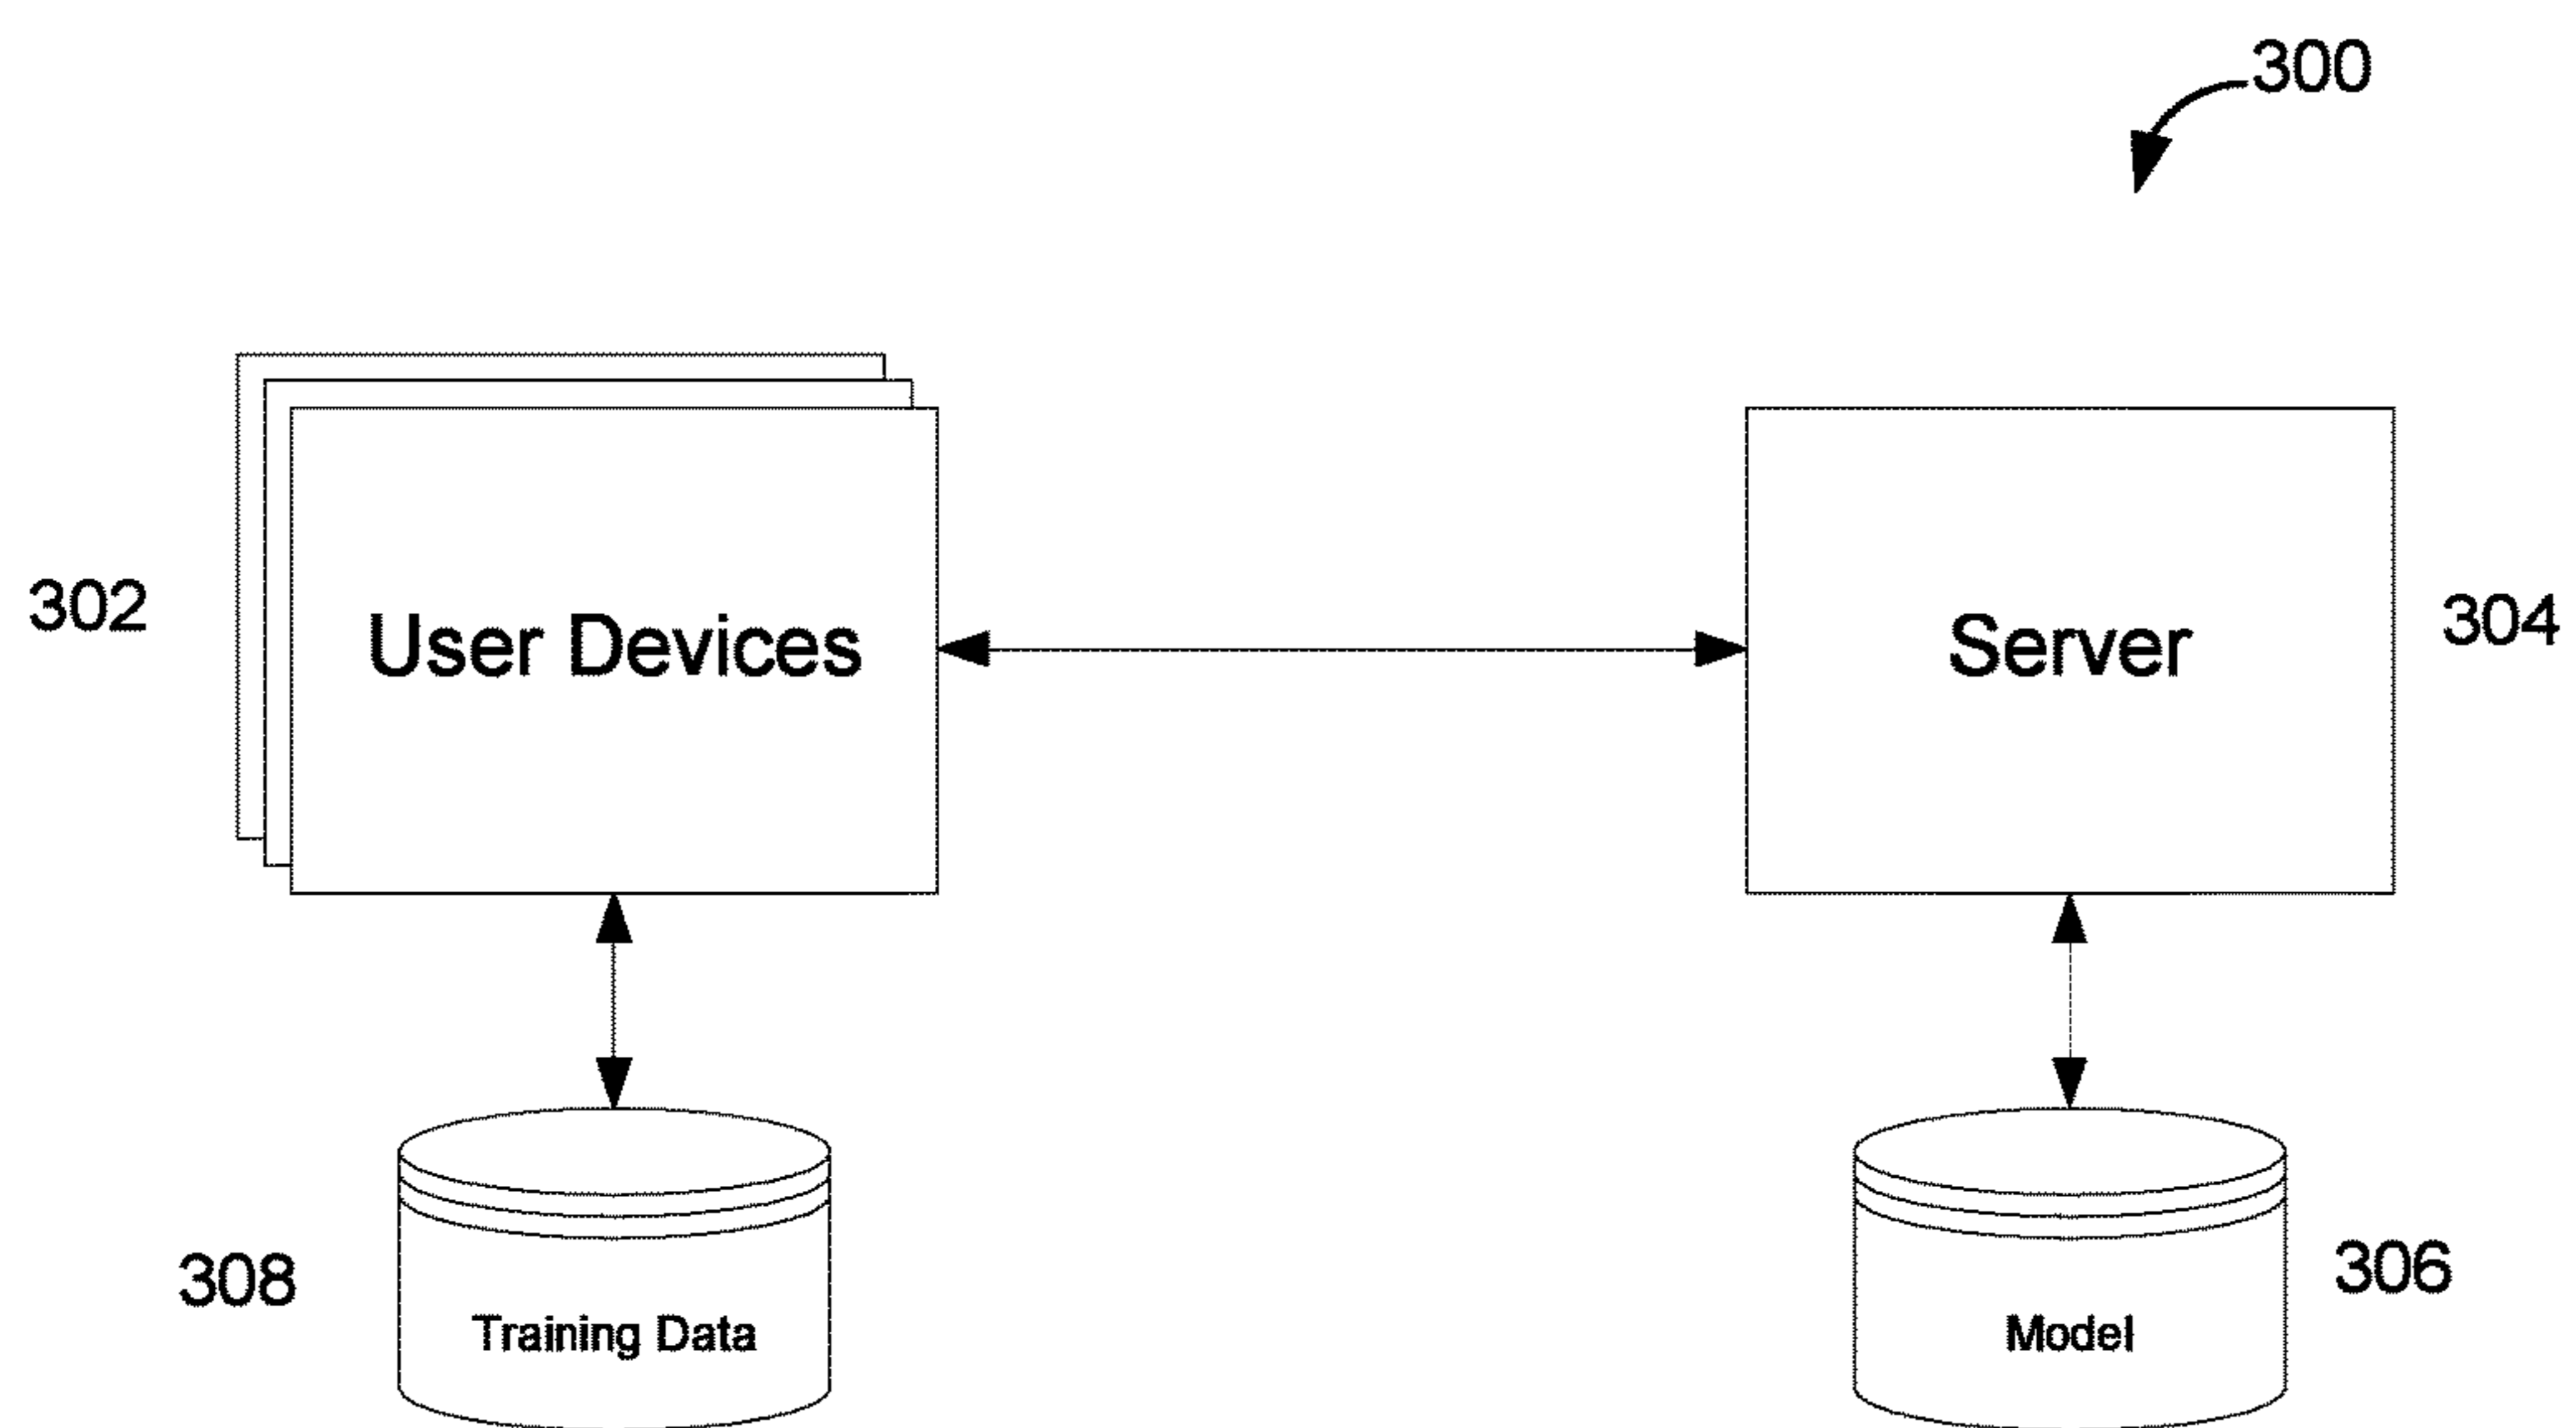 300
302
User Devices
Server
304
308
Training Data
Model
306